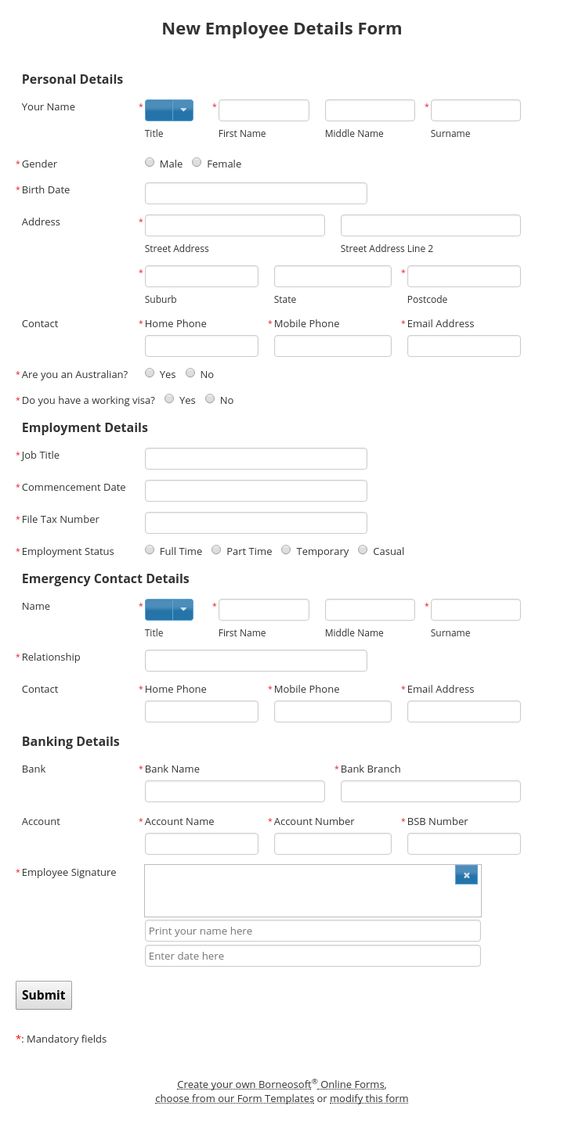 New Employee Details Form
Personal Details
Your Name * * *
Title First Name Middle Name Surname
* Gender Male Female
* Birth Date
Address *
Street Address Street Address Line 2
* *
Suburb State Postcode
Contact * Home Phone * Mobile Phone * Email Address
* Are you an Australian? Yes No
* Do you have a working visa? Yes No
Employment Details
* Job Title
* Commencement Date
* File Tax Number
* Employment Status Full Time Part Time Temporary Casual
Emergency Contact Details
Name * * *
Title First Name Middle Name Surname
* Relationship
Contact * Home Phone * Mobile Phone * Email Address
Banking Details
Bank * Bank Name * Bank Branch
Account * Account Name * Account Number * BSB Number
* Employee Signature ×
Print your name here
Enter date here
Submit
*: Mandatory fields
Create your own Borneosoft® Online Forms,
choose from our Form Templates or modify this form